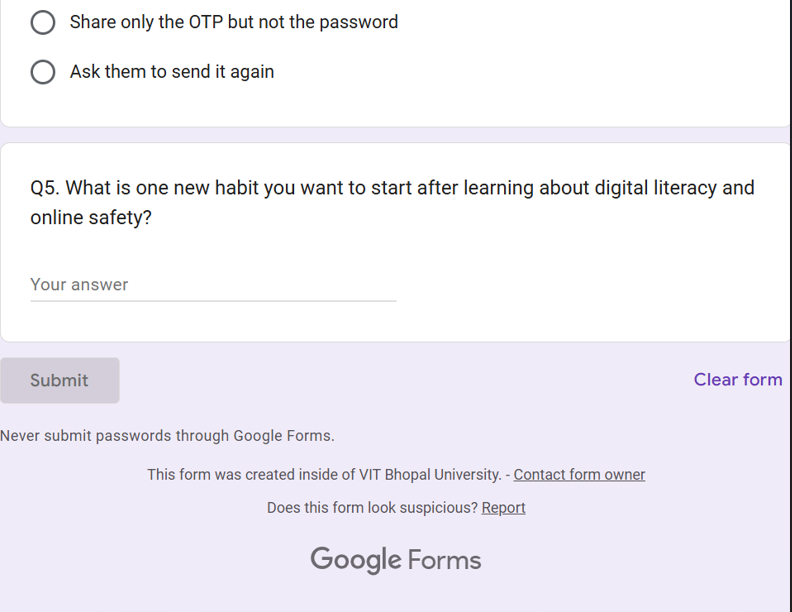 Share only the OTP but not the password
Ask them to send it again
Q5. What is one new habit you want to start after learning about digital literacy and
online safety?
Your answer
Submit
Clear form
Never submit passwords through Google Forms.
This form was created inside of VIT Bhopal University. - Contact form owner
Does this form look suspicious? Report
Google Forms